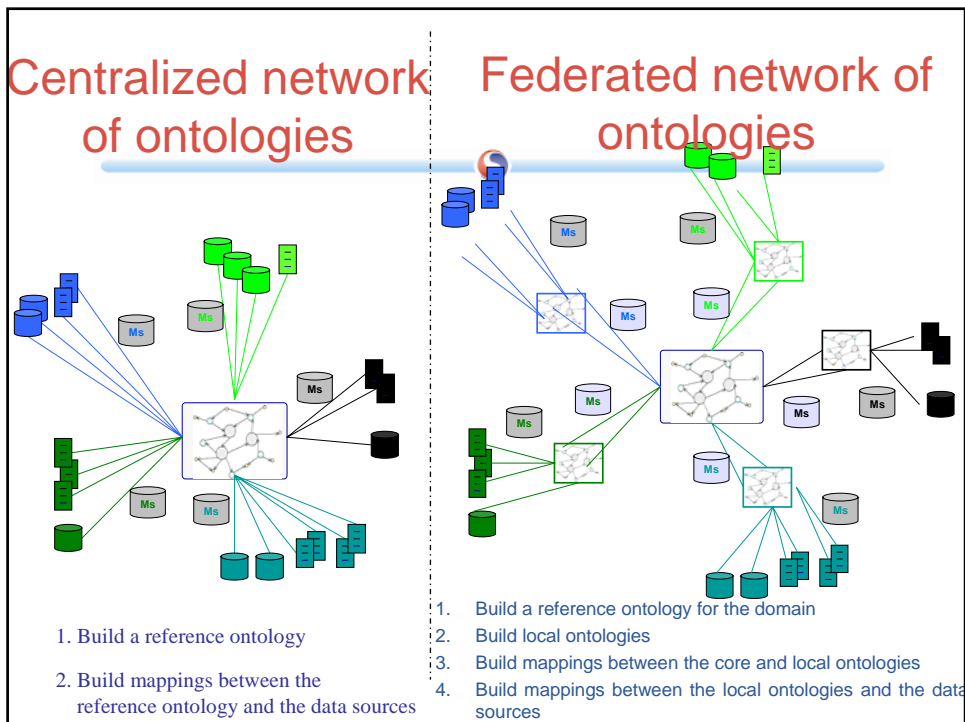 Centralized network
of ontologies
Ms
Ms
Ms
Ms
Ms
1. Build a reference ontology
2. Build mappings between the
reference ontology and the data sources
Federated network of
ontologies
Ms
Ms
Ms
Ms
Ms
Ms
Ms
Ms
Ms
Ms
1. Build a reference ontology for the domain
2. Build local ontologies
3. Build mappings between the core and local ontologies
4. Build mappings between the local ontologies and the data
sources